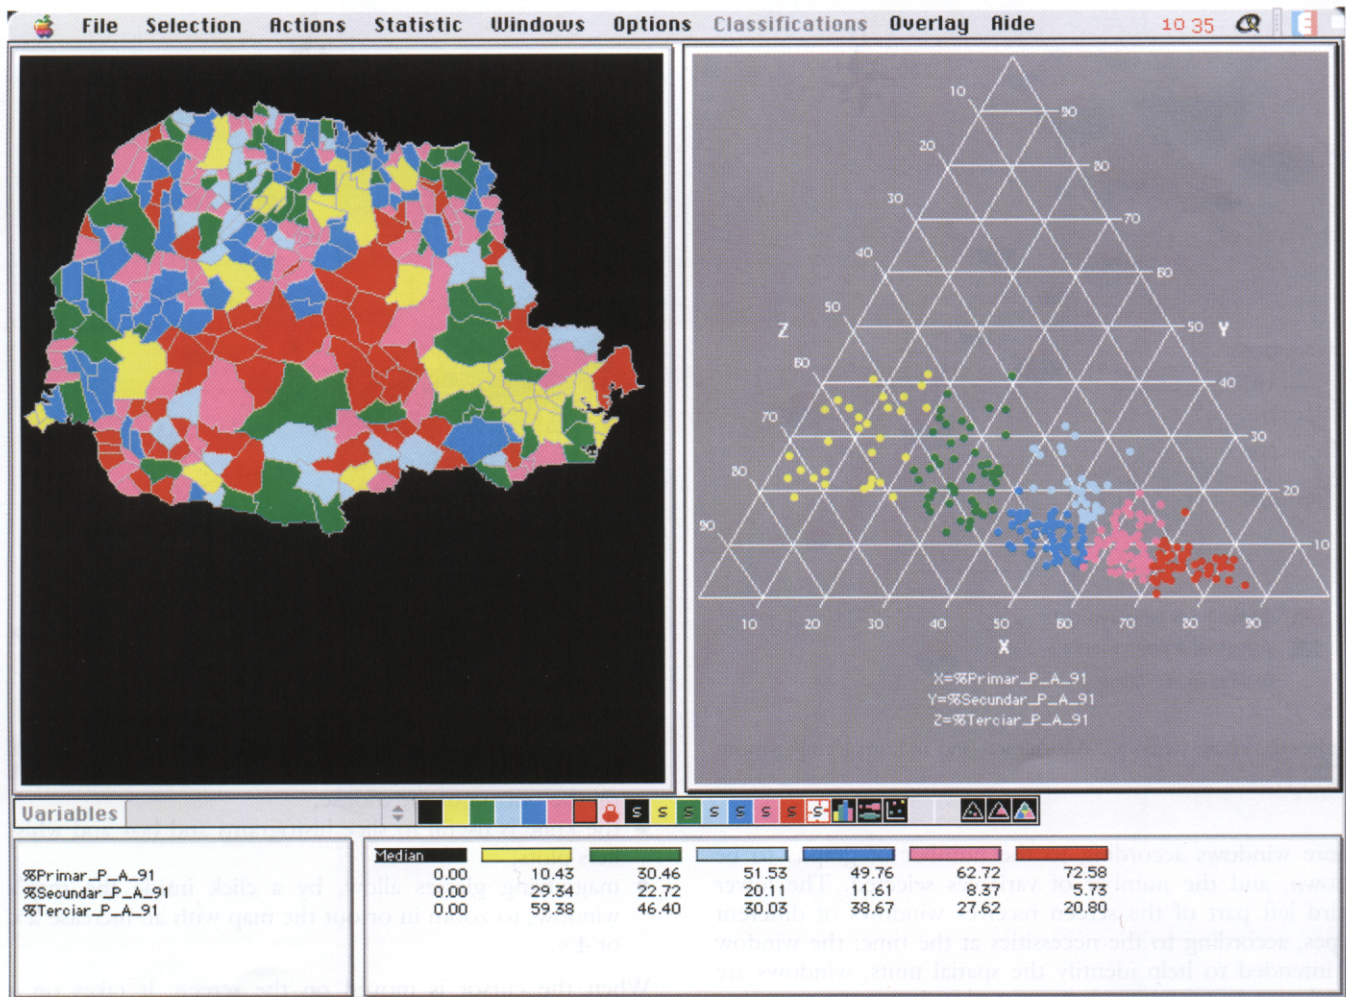 File Selection Actions Statistic Windows Options Classifications Overlay Aide 10 35
10 90
20 80
30 70
40 60
50 50
Z Y
60 40
70 30
80 20
90 10
10 20 30 40 50 60 70 80 90
X
X=%Primar_P_A_91
Y=%Secundar_P_A_91
Z=%Terciar_P_A_91
Variables S S S S S S S S
Median
%Primar_P_A_91 0.00 10.43 30.46 51.53 49.76 62.72 72.58
%Secundar_P_A_91 0.00 29.34 22.72 20.11 11.63 8.37 5.73
%Terciar_P_A_91 0.00 59.38 46.40 30.03 38.67 27.62 20.80